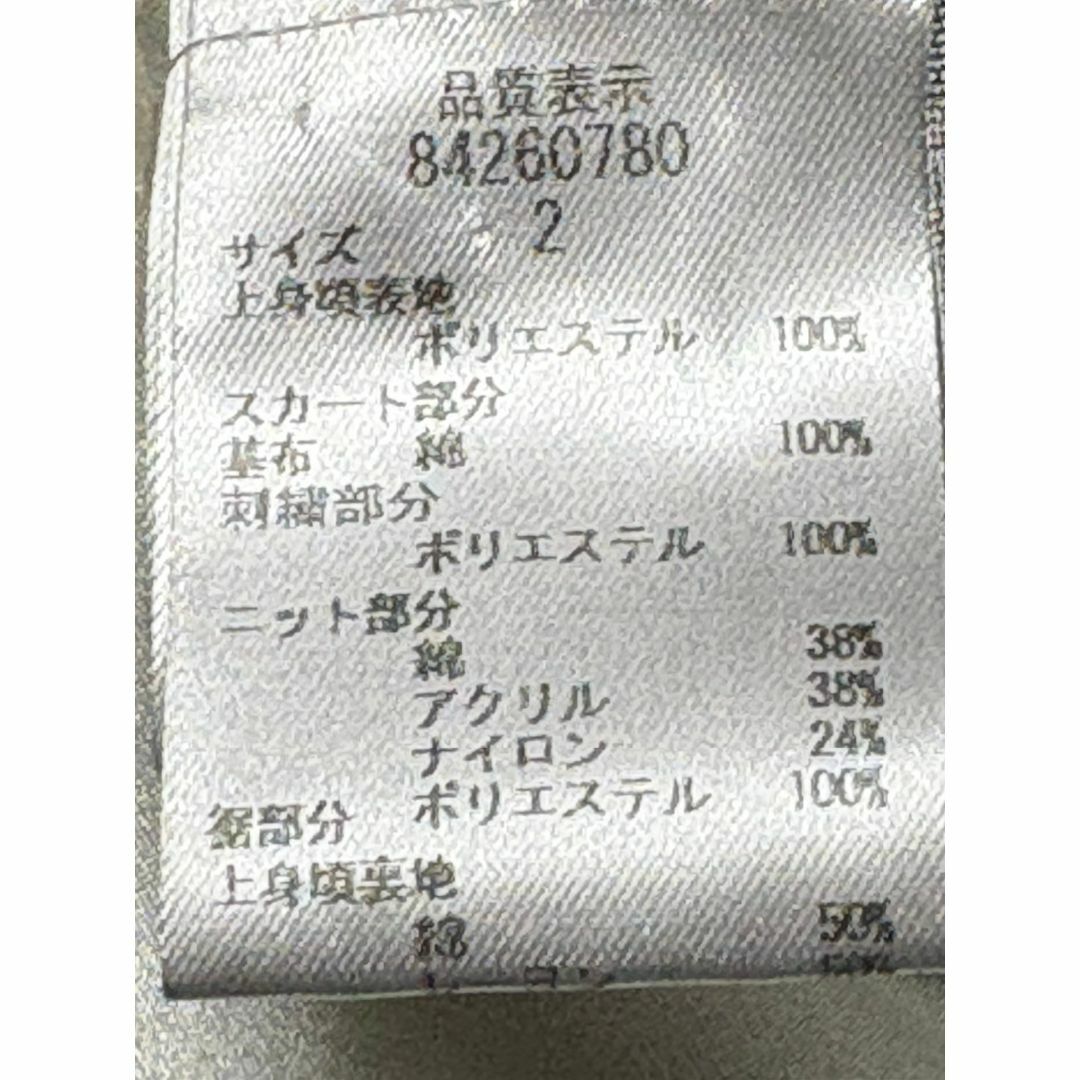 品質表示
84260780
サイズ 2
上身頃表地
ポリエステル 100%
スカート部分
基布 綿 100%
刺繍部分
ポリエステル 100%
ニット部分
綿 38%
アクリル 38%
ナイロン 24%
裾部分 ポリエステル 100%
上身頃裏地
綿 50%